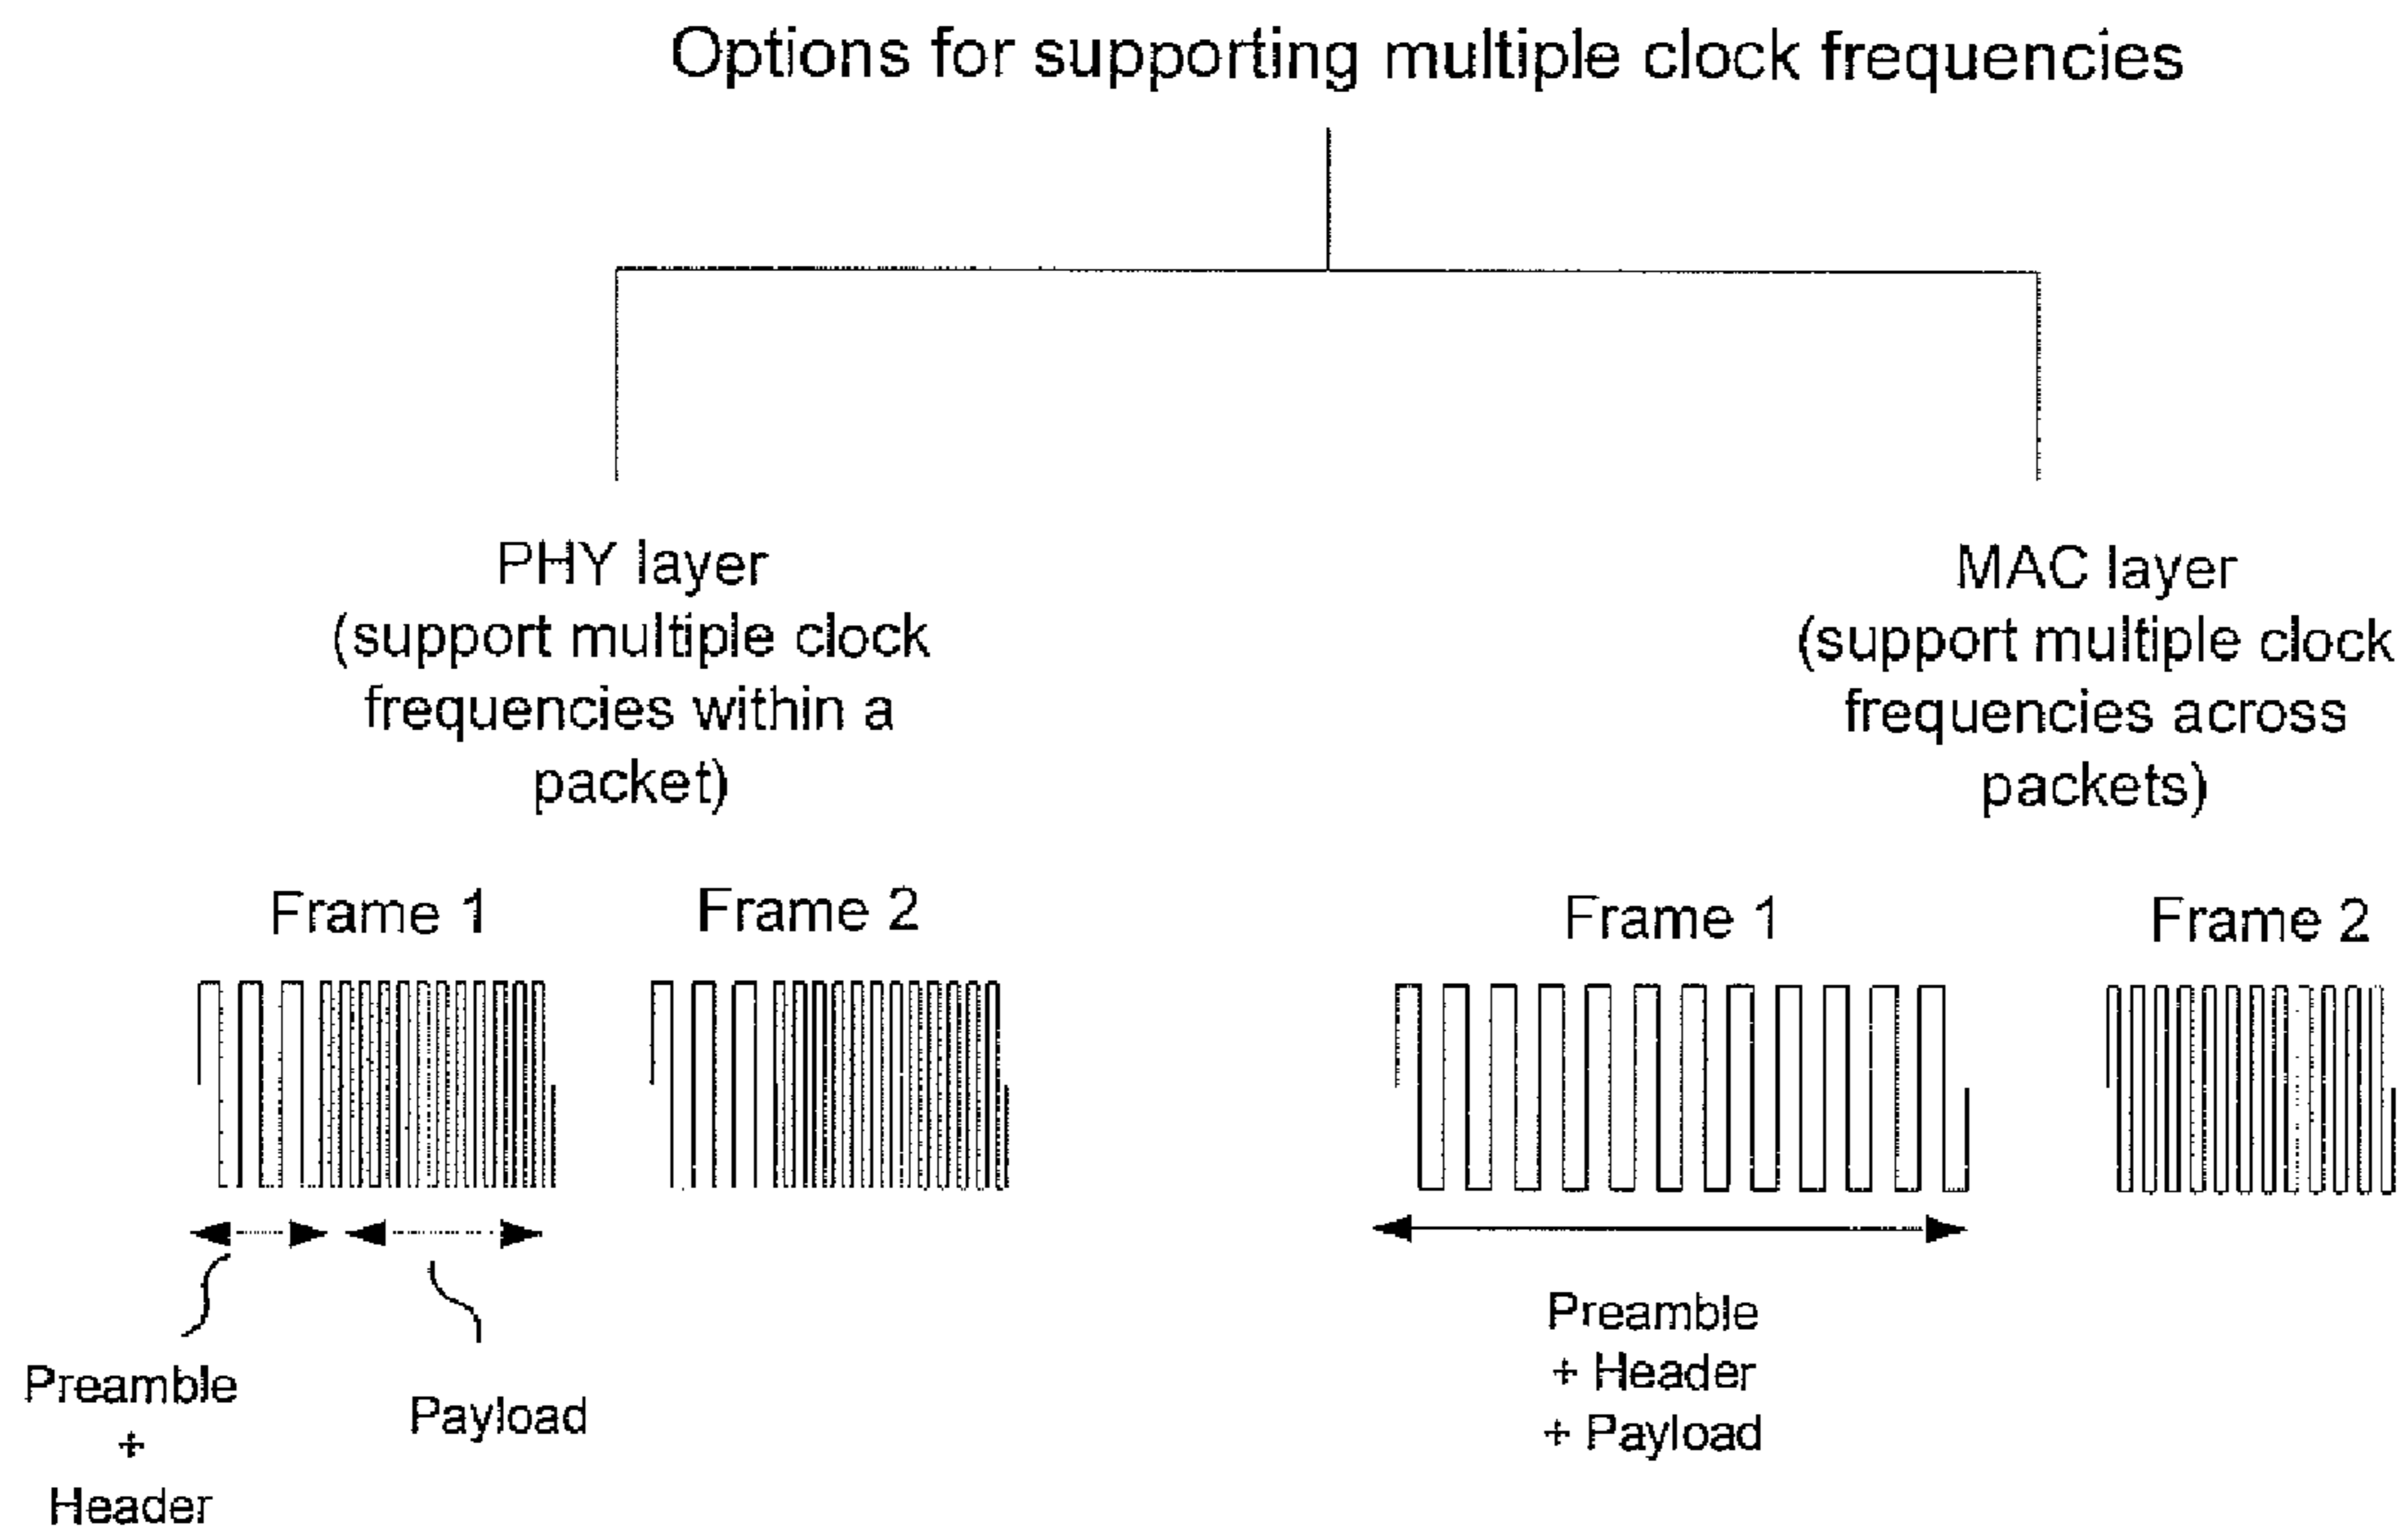 Options for supporting multiple clock frequencies
PHY layer
(support multiple clock
frequencies within a
packet)
MAC layer
(support multiple clock
frequencies across
packets)
Frame 1
Frame 2
Frame 1
Frame 2
Preamble
+
Header
Payload
Preamble
+ Header
+ Payload